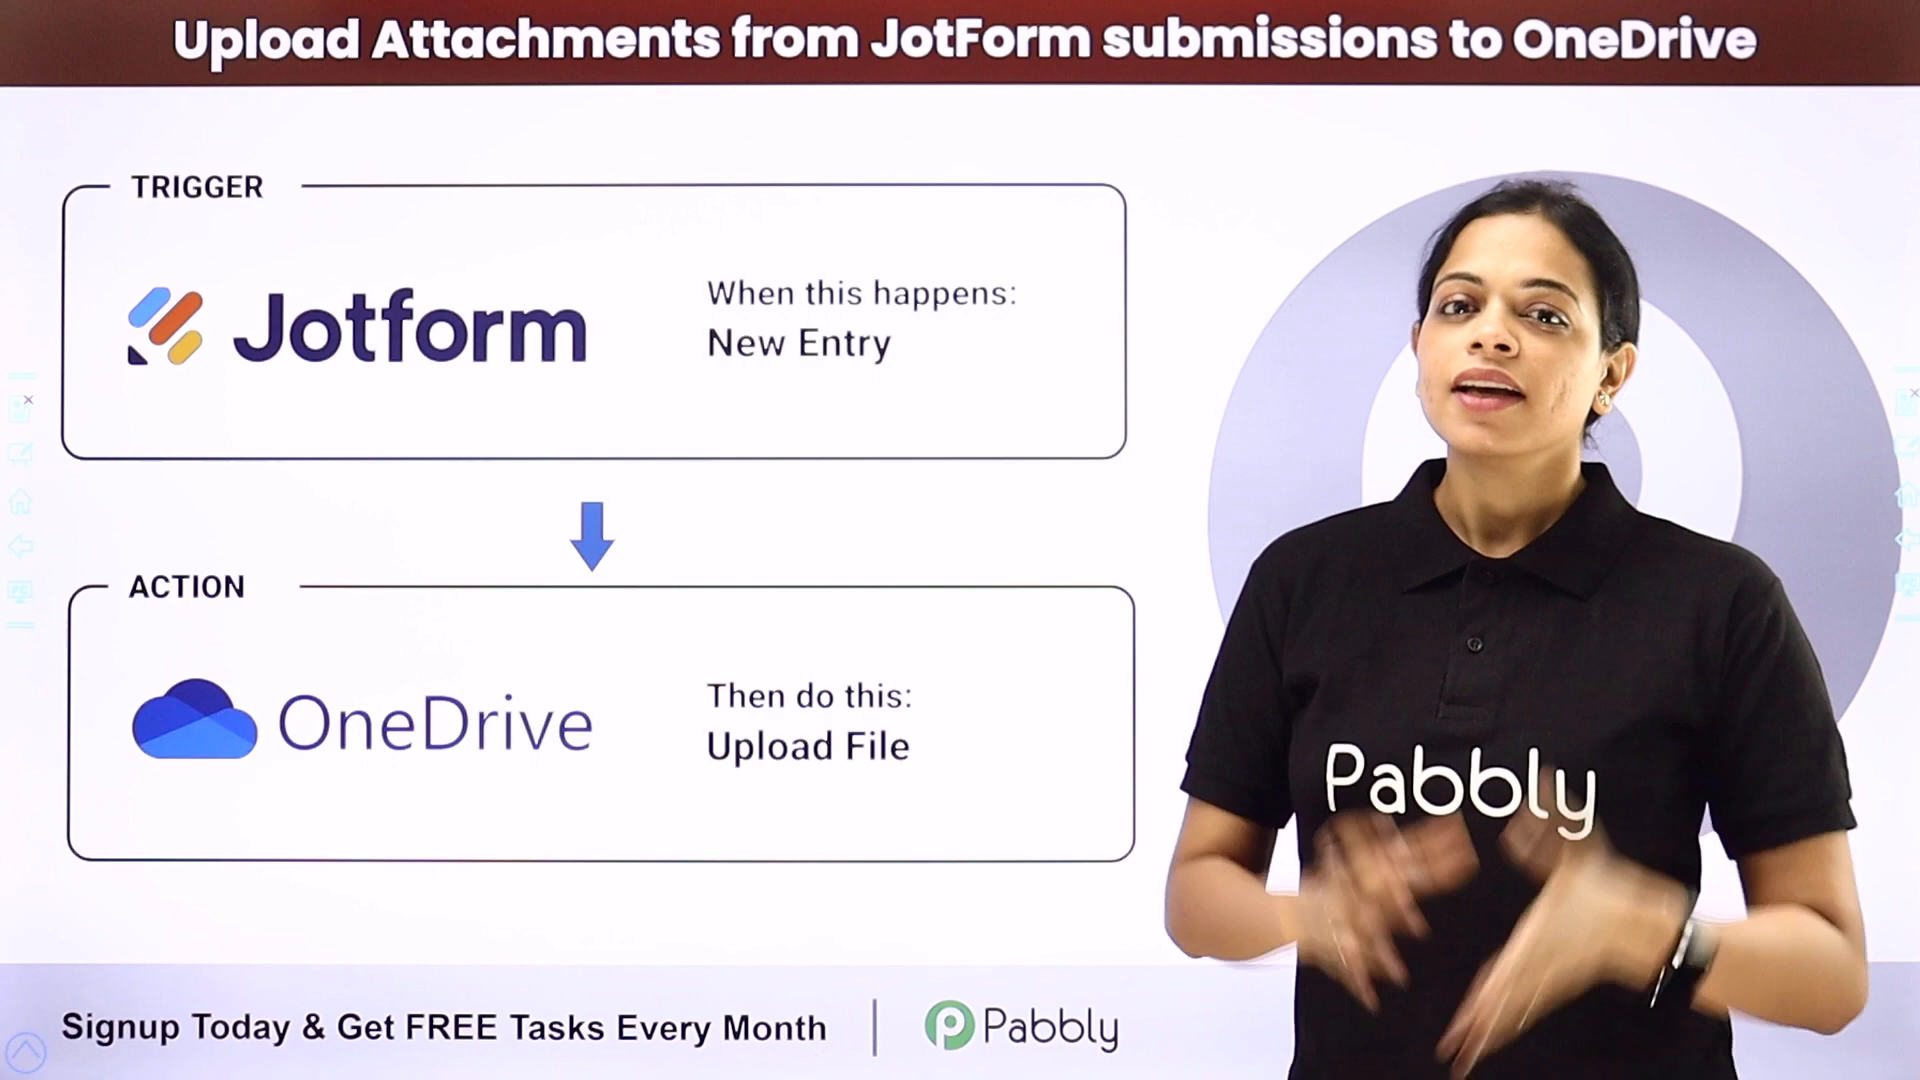 Upload Attachments from JotForm submissions to OneDrive
TRIGGER
Jotform
When this happens:
New Entry
ACTION
OneDrive
Then do this:
Upload File
Pabbly
Signup Today & Get FREE Tasks Every Month
Pabbly